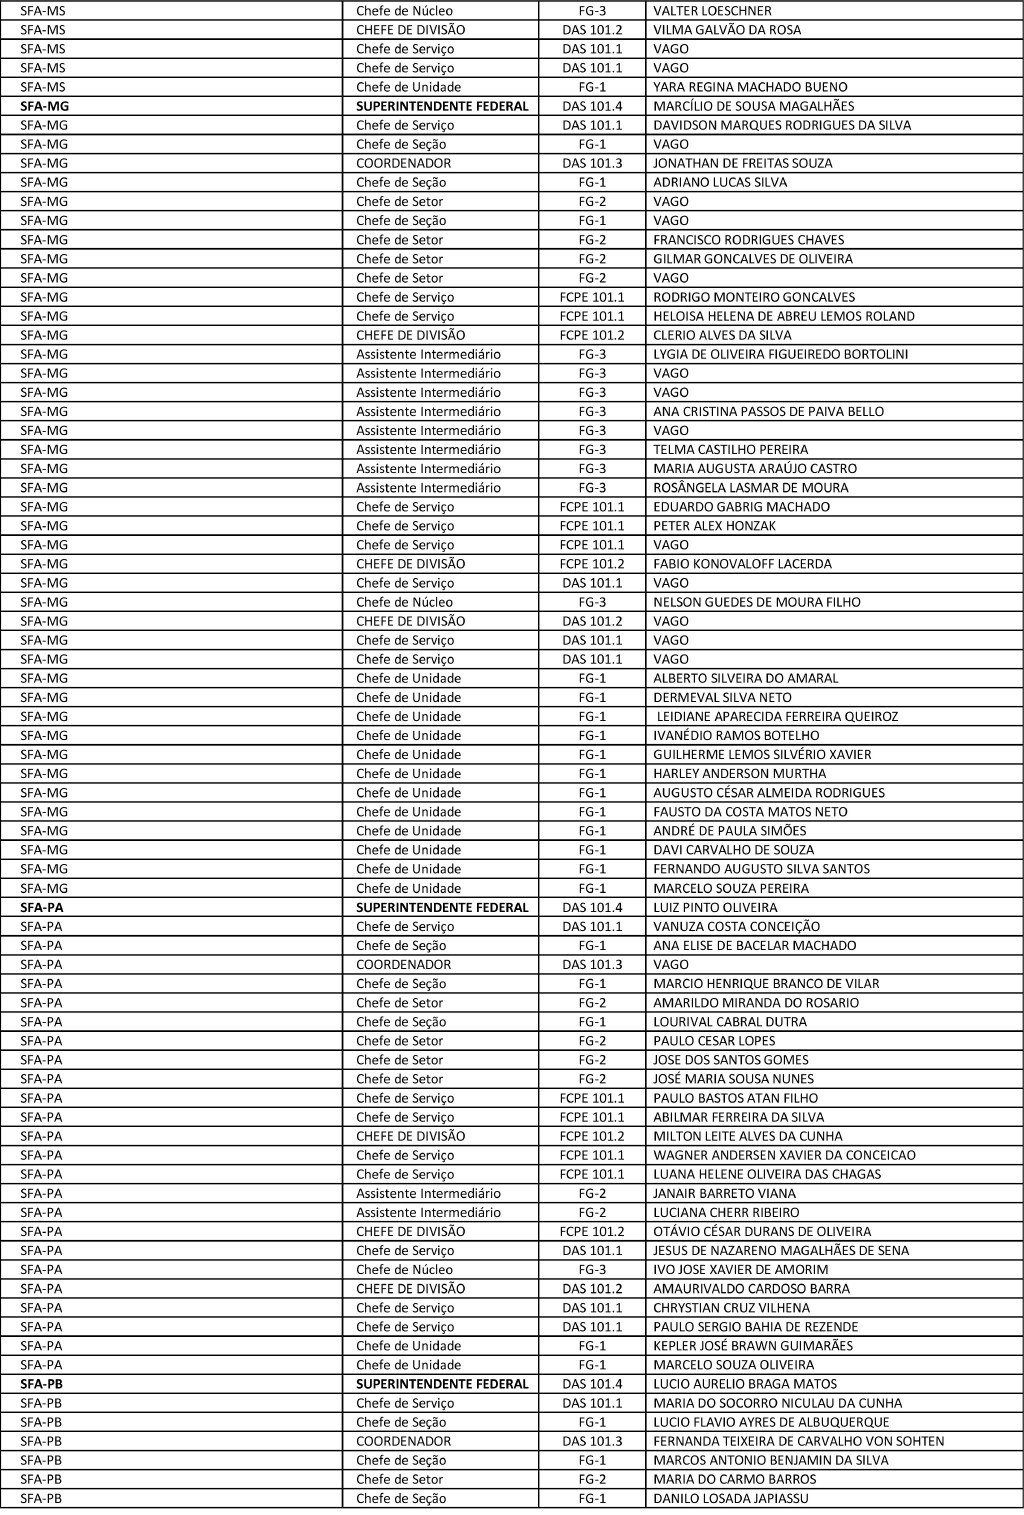 SFA-MS Chefe de Núcleo FG-3 VALTER LOESCHNER
SFA-MS CHEFE DE DIVISÃO DAS 101.2 VILMA GALVÃO DA ROSA
SFA-MS Chefe de Serviço DAS 101.1 VAGO
SFA-MS Chefe de Serviço DAS 101.1 VAGO
SFA-MS Chefe de Unidade FG-1 YARA REGINA MACHADO BUENO
SFA-MG SUPERINTENDENTE FEDERAL DAS 101.4 MARCÍLIO DE SOUSA MAGALHÃES
SFA-MG Chefe de Serviço DAS 101.1 DAVIDSON MARQUES RODRIGUES DA SILVA
SFA-MG Chefe de Seção FG-1 VAGO
SFA-MG COORDENADOR DAS 101.3 JONATHAN DE FREITAS SOUZA
SFA-MG Chefe de Seção FG-1 ADRIANO LUCAS SILVA
SFA-MG Chefe de Setor FG-2 VAGO
SFA-MG Chefe de Seção FG-1 VAGO
SFA-MG Chefe de Setor FG-2 FRANCISCO RODRIGUES CHAVES
SFA-MG Chefe de Setor FG-2 GILMAR GONCALVES DE OLIVEIRA
SFA-MG Chefe de Setor FG-2 VAGO
SFA-MG Chefe de Serviço FCPE 101.1 RODRIGO MONTEIRO GONCALVES
SFA-MG Chefe de Serviço FCPE 101.1 HELOISA HELENA DE ABREU LEMOS ROLAND
SFA-MG CHEFE DE DIVISÃO FCPE 101.2 CLERIO ALVES DA SILVA
SFA-MG Assistente Intermediário FG-3 LYGIA DE OLIVEIRA FIGUEIREDO BORTOLINI
SFA-MG Assistente Intermediário FG-3 VAGO
SFA-MG Assistente Intermediário FG-3 VAGO
SFA-MG Assistente Intermediário FG-3 ANA CRISTINA PASSOS DE PAIVA BELLO
SFA-MG Assistente Intermediário FG-3 VAGO
SFA-MG Assistente Intermediário FG-3 TELMA CASTILHO PEREIRA
SFA-MG Assistente Intermediário FG-3 MARIA AUGUSTA ARAÚJO CASTRO
SFA-MG Assistente Intermediário FG-3 ROSÂNGELA LASMAR DE MOURA
SFA-MG Chefe de Serviço FCPE 101.1 EDUARDO GABRIG MACHADO
SFA-MG Chefe de Serviço FCPE 101.1 PETER ALEX HONZAK
SFA-MG Chefe de Serviço FCPE 101.1 VAGO
SFA-MG CHEFE DE DIVISÃO FCPE 101.2 FABIO KONOVALOFF LACERDA
SFA-MG Chefe de Serviço DAS 101.1 VAGO
SFA-MG Chefe de Núcleo FG-3 NELSON GUEDES DE MOURA FILHO
SFA-MG CHEFE DE DIVISÃO DAS 101.2 VAGO
SFA-MG Chefe de Serviço DAS 101.1 VAGO
SFA-MG Chefe de Serviço DAS 101.1 VAGO
SFA-MG Chefe de Unidade FG-1 ALBERTO SILVEIRA DO AMARAL
SFA-MG Chefe de Unidade FG-1 DERMEVAL SILVA NETO
SFA-MG Chefe de Unidade FG-1 LEIDIANE APARECIDA FERREIRA QUEIROZ
SFA-MG Chefe de Unidade FG-1 IVANÉDIO RAMOS BOTELHO
SFA-MG Chefe de Unidade FG-1 GUILHERME LEMOS SILVÉRIO XAVIER
SFA-MG Chefe de Unidade FG-1 HARLEY ANDERSON MURTHA
SFA-MG Chefe de Unidade FG-1 AUGUSTO CÉSAR ALMEIDA RODRIGUES
SFA-MG Chefe de Unidade FG-1 FAUSTO DA COSTA MATOS NETO
SFA-MG Chefe de Unidade FG-1 ANDRÉ DE PAULA SIMÕES
SFA-MG Chefe de Unidade FG-1 DAVI CARVALHO DE SOUZA
SFA-MG Chefe de Unidade FG-1 FERNANDO AUGUSTO SILVA SANTOS
SFA-MG Chefe de Unidade FG-1 MARCELO SOUZA PEREIRA
SFA-PA SUPERINTENDENTE FEDERAL DAS 101.4 LUIZ PINTO OLIVEIRA
SFA-PA Chefe de Serviço DAS 101.1 VANUZA COSTA CONCEIÇÃO
SFA-PA Chefe de Seção FG-1 ANA ELISE DE BACELAR MACHADO
SFA-PA COORDENADOR DAS 101.3 VAGO
SFA-PA Chefe de Seção FG-1 MARCIO HENRIQUE BRANCO DE VILAR
SFA-PA Chefe de Setor FG-2 AMARILDO MIRANDA DO ROSARIO
SFA-PA Chefe de Seção FG-1 LOURIVAL CABRAL DUTRA
SFA-PA Chefe de Setor FG-2 PAULO CESAR LOPES
SFA-PA Chefe de Setor FG-2 JOSE DOS SANTOS GOMES
SFA-PA Chefe de Setor FG-2 JOSÉ MARIA SOUSA NUNES
SFA-PA Chefe de Serviço FCPE 101.1 PAULO BASTOS ATAN FILHO
SFA-PA Chefe de Serviço FCPE 101.1 ABILMAR FERREIRA DA SILVA
SFA-PA CHEFE DE DIVISÃO FCPE 101.2 MILTON LEITE ALVES DA CUNHA
SFA-PA Chefe de Serviço FCPE 101.1 WAGNER ANDERSEN XAVIER DA CONCEICAO
SFA-PA Chefe de Serviço FCPE 101.1 LUANA HELENE OLIVEIRA DAS CHAGAS
SFA-PA Assistente Intermediário FG-2 JANAIR BARRETO VIANA
SFA-PA Assistente Intermediário FG-2 LUCIANA CHERR RIBEIRO
SFA-PA CHEFE DE DIVISÃO FCPE 101.2 OTÁVIO CÉSAR DURANS DE OLIVEIRA
SFA-PA Chefe de Serviço DAS 101.1 JESUS DE NAZARENO MAGALHÃES DE SENA
SFA-PA Chefe de Núcleo FG-3 IVO JOSE XAVIER DE AMORIM
SFA-PA CHEFE DE DIVISÃO DAS 101.2 AMAURIVALDO CARDOSO BARRA
SFA-PA Chefe de Serviço DAS 101.1 CHRYSTIAN CRUZ VILHENA
SFA-PA Chefe de Serviço DAS 101.1 PAULO SERGIO BAHIA DE REZENDE
SFA-PA Chefe de Unidade FG-1 KEPLER JOSÉ BRAWN GUIMARÃES
SFA-PA Chefe de Unidade FG-1 MARCELO SOUZA OLIVEIRA
SFA-PB SUPERINTENDENTE FEDERAL DAS 101.4 LUCIO AURELIO BRAGA MATOS
SFA-PB Chefe de Serviço DAS 101.1 MARIA DO SOCORRO NICULAU DA CUNHA
SFA-PB Chefe de Seção FG-1 LUCIO FLAVIO AYRES DE ALBUQUERQUE
SFA-PB COORDENADOR DAS 101.3 FERNANDA TEIXEIRA DE CARVALHO VON SOHTEN
SFA-PB Chefe de Seção FG-1 MARCOS ANTONIO BENJAMIN DA SILVA
SFA-PB Chefe de Setor FG-2 MARIA DO CARMO BARROS
SFA-PB Chefe de Seção FG-1 DANILO LOSADA JAPIASSU